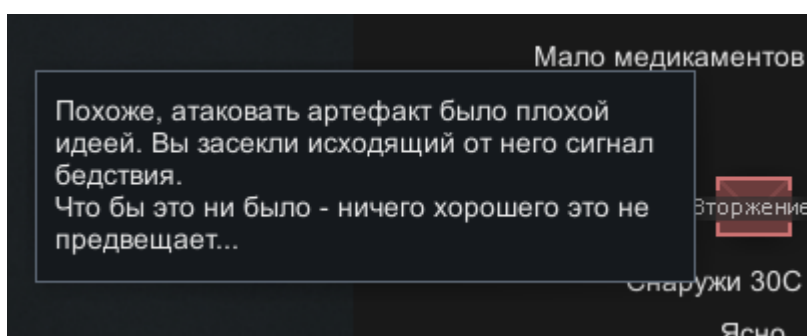 Мало медикаментов
Похоже, атаковать артефакт было плохой
идеей. Вы засекли исходящий от него сигнал
бедствия.
Что бы это ни было - ничего хорошего это не
предвещает...
Вторжение
Снаружи 30C
Ясно